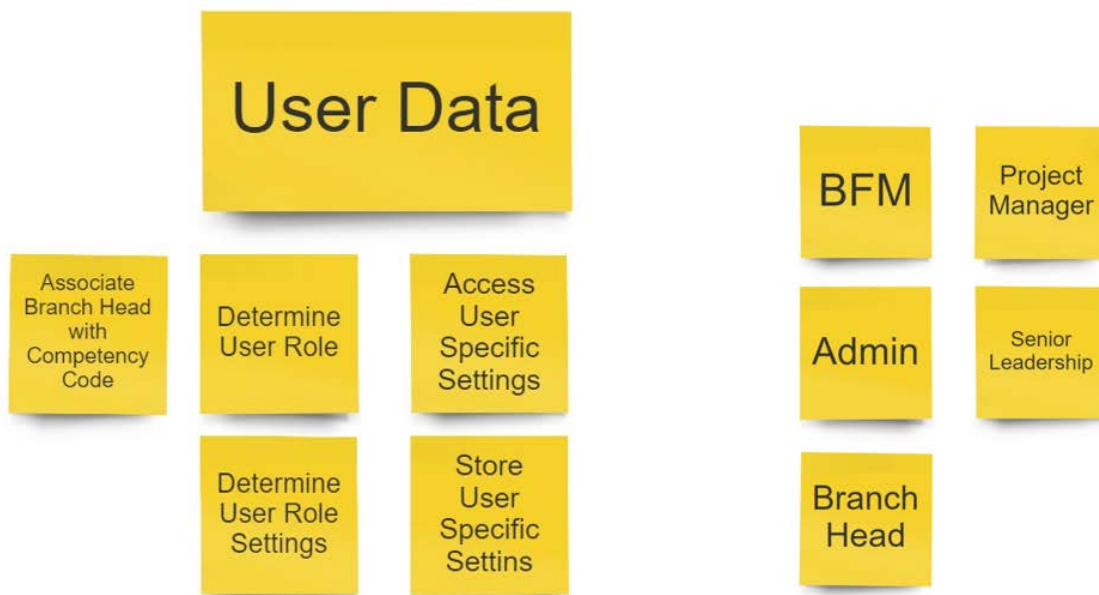 User Data
Associate
Branch Head
with
Competency
Code
Determine
User Role
Access
User
Specific
Settings
Determine
User Role
Settings
Store
User
Specific
Settins
BFM
Project
Manager
Admin
Senior
Leadership
Branch
Head